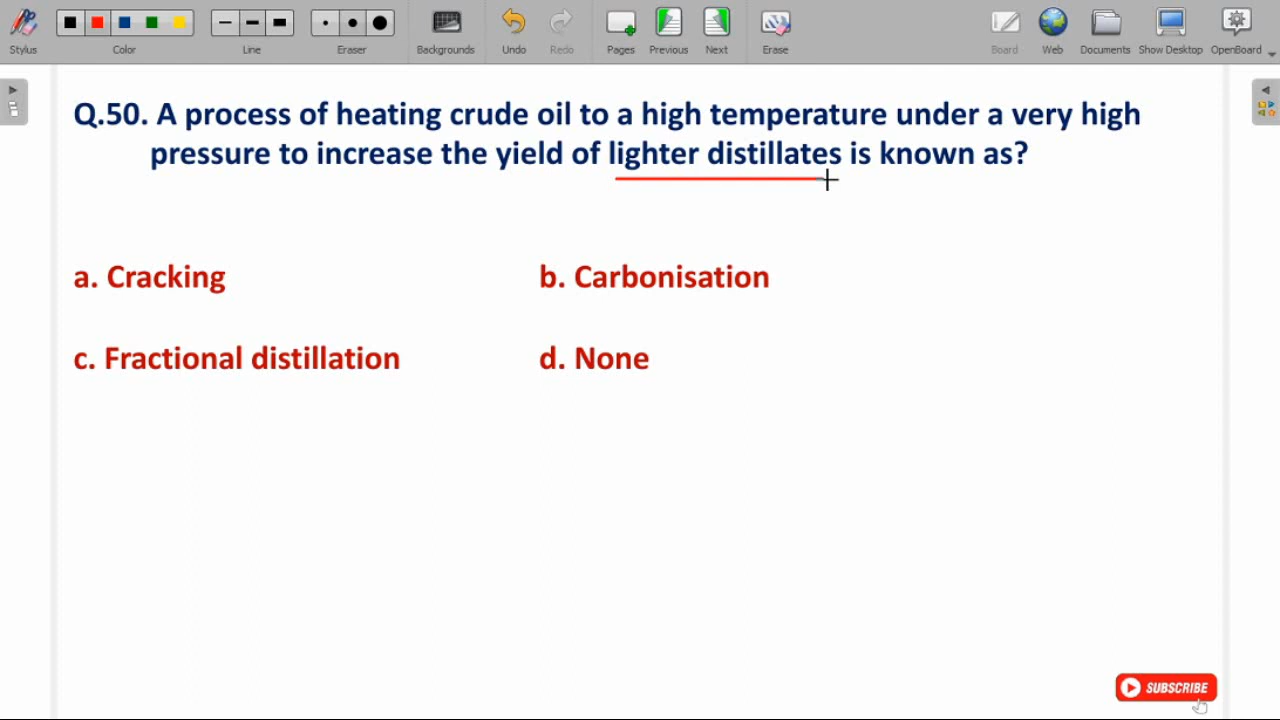 Stylus
Color
Line
Eraser
Backgrounds
Undo
Redo
Pages
Previous
Next
Erase
Board
Web
Documents
Show Desktop
OpenBoard
Q.50. A process of heating crude oil to a high temperature under a very high
pressure to increase the yield of lighter distillates is known as?
a. Cracking
b. Carbonisation
c. Fractional distillation
d. None
SUBSCRIBE